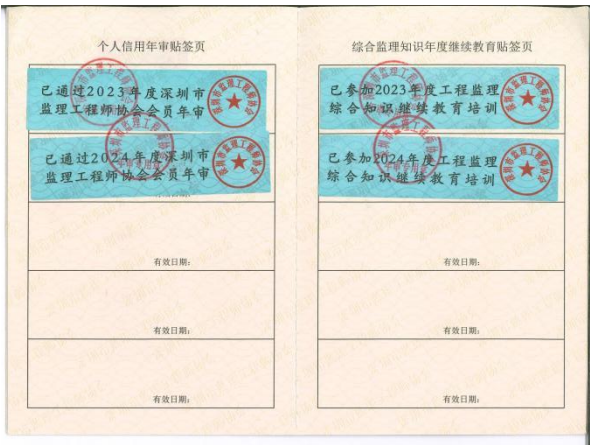 个人信用年审贴签页
已通过2023年度深圳市
监理工程师协会会员年审
已通过2024年度深圳市
监理工程师协会会员年审
有效日期:
有效日期:
有效日期:
综合监理知识年度继续教育贴签页
已参加2023年度工程监理
综合知识继续教育培训
已参加2024年度工程监理
综合知识继续教育培训
有效日期:
有效日期:
有效日期: